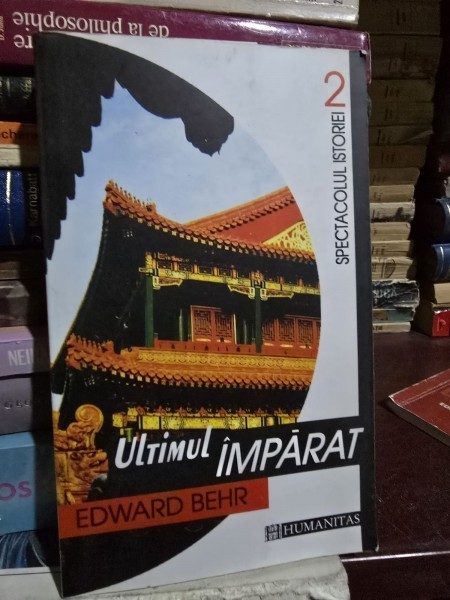 de la philosophie
SPECTACOLUL ISTORIEI 2
ULTIMUL
ÎMPĂRAT
EDWARD BEHR
HUMANITAS